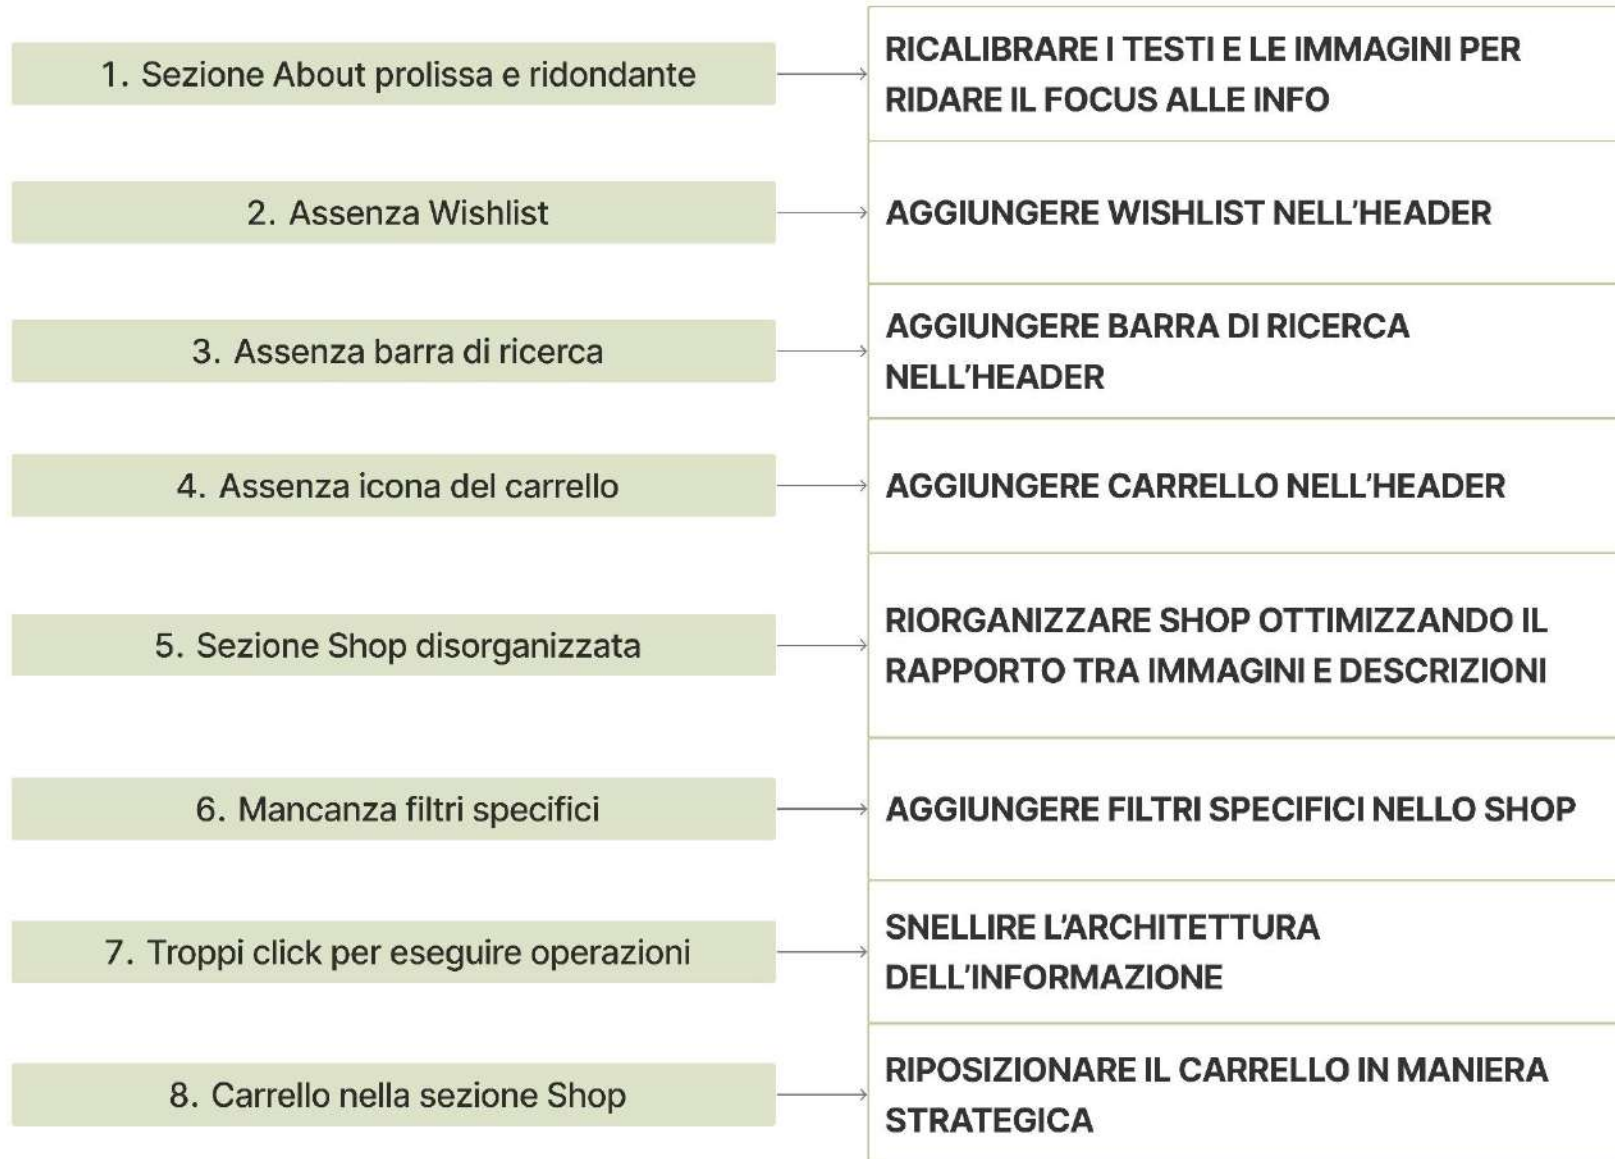 1. Sezione About prolissa e ridondante
RICALIBRARE I TESTI E LE IMMAGINI PER
RIDARE IL FOCUS ALLE INFO
2. Assenza Wishlist
AGGIUNGERE WISHLIST NELL'HEADER
3. Assenza barra di ricerca
AGGIUNGERE BARRA DI RICERCA
NELL'HEADER
4. Assenza icona del carrello
AGGIUNGERE CARRELLO NELL'HEADER
5. Sezione Shop disorganizzata
RIORGANIZZARE SHOP OTTIMIZZANDO IL
RAPPORTO TRA IMMAGINI E DESCRIZIONI
6. Mancanza filtri specifici
AGGIUNGERE FILTRI SPECIFICI NELLO SHOP
7. Troppi click per eseguire operazioni
SNELLIRE L'ARCHITETTURA
DELL'INFORMAZIONE
8. Carrello nella sezione Shop
RIPOSIZIONARE IL CARRELLO IN MANIERA
STRATEGICA